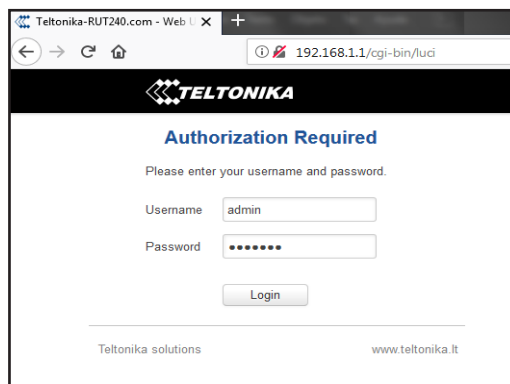 Teltonika-RUT240.com - Web U
192.168.1.1/cgi-bin/luci
TELTONIKA
Authorization Required
Please enter your username and password.
Username admin
Password •••••••
Login
Teltonika solutions www.teltonika.lt